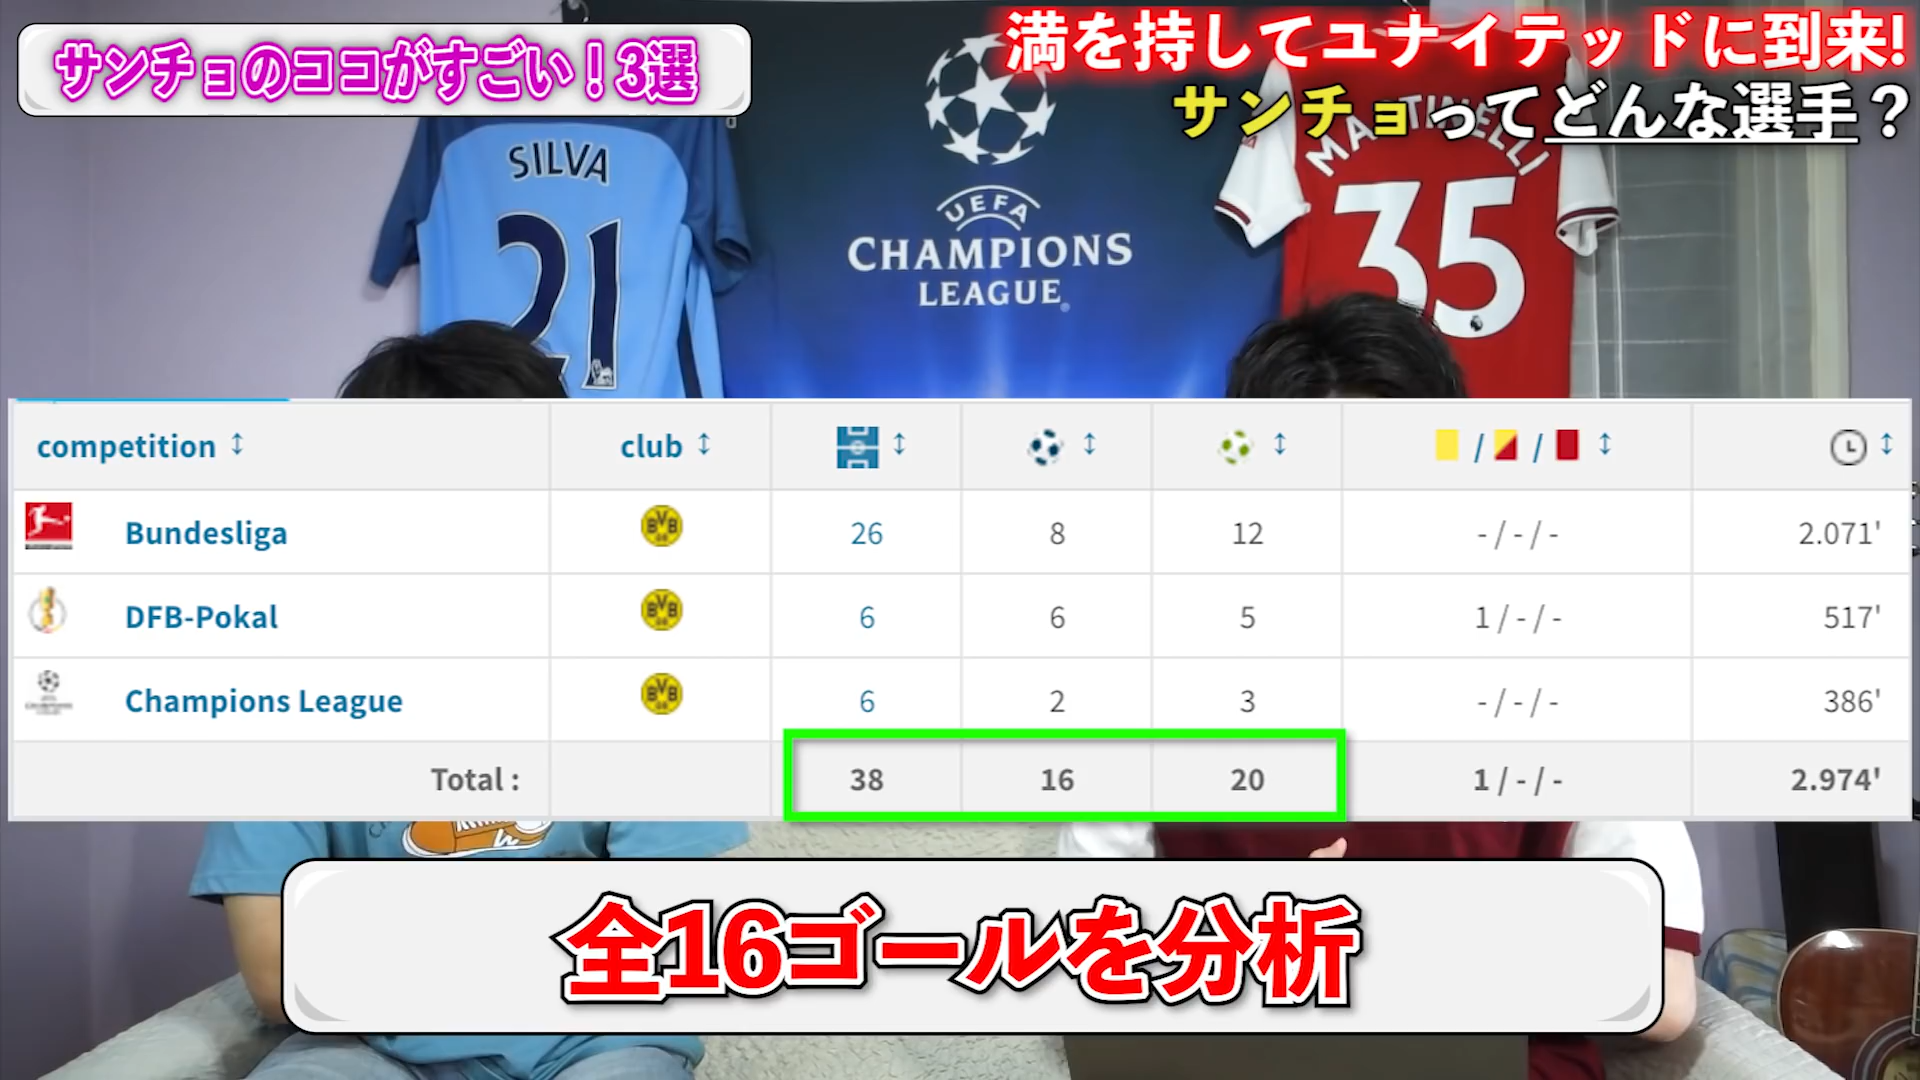 サンチョのココがすごい！3選
満を持してユナイテッドに到来!
サンチョってどんな選手？
SILVA
21
UEFA
CHAMPIONS
LEAGUE
MARTINELLI
35
competition club / /
Bundesliga 26 8 12 - / - / - 2.071'
DFB-Pokal 6 6 5 1 / - / - 517'
Champions League 6 2 3 - / - / - 386'
Total : 38 16 20 1 / - / - 2.974'
全16ゴールを分析